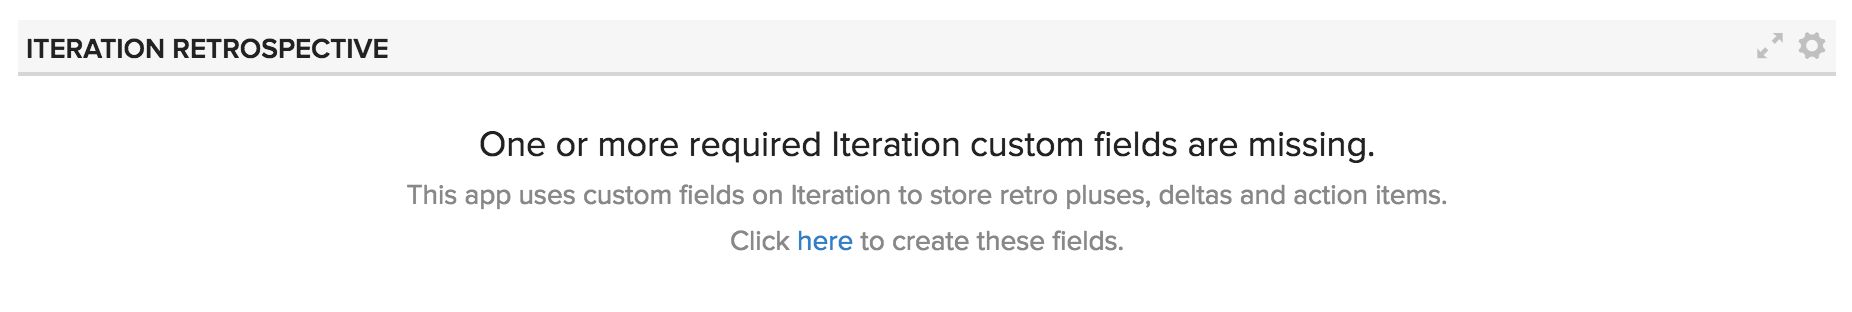 ITERATION RETROSPECTIVE
One or more required Iteration custom fields are missing.
This app uses custom fields on Iteration to store retro pluses, deltas and action items.
Click here to create these fields.